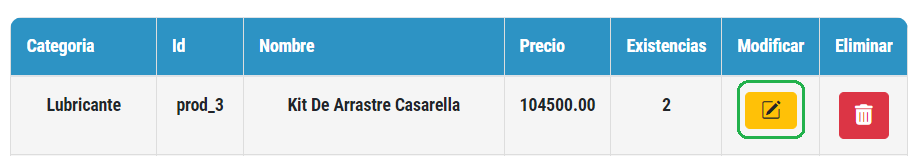 Categoria Id Nombre Precio Existencias Modificar Eliminar
Lubricante prod_3 Kit De Arrastre Casarella 104500.00 2